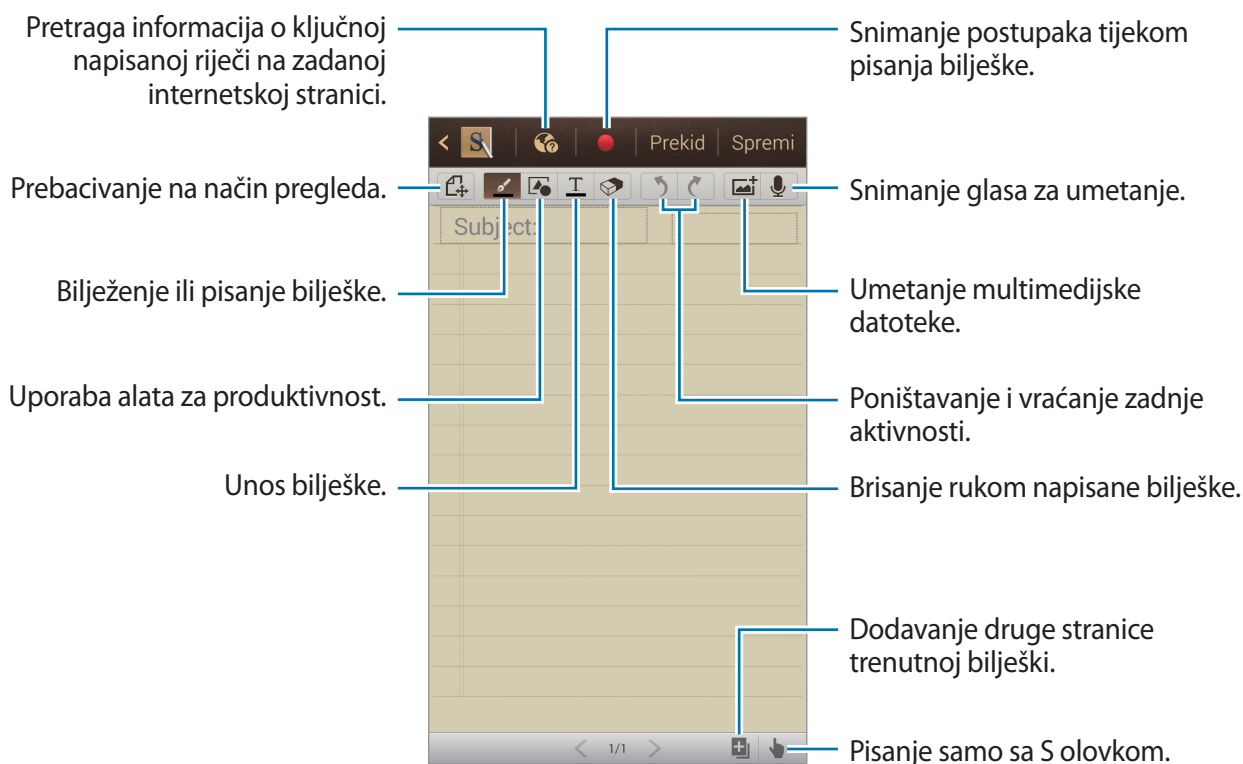 Pretraga informacija o ključnoj
napisanoj riječi na zadanoj
internetskoj stranici.
Snimanje postupaka tijekom
pisanja bilješke.
S
Prekid
Spremi
Prebacivanje na način pregleda.
T
Snimanje glasa za umetanje.
Subject:
Bilježenje ili pisanje bilješke.
Umetanje multimedijske
datoteke.
Uporaba alata za produktivnost.
Poništavanje i vraćanje zadnje
aktivnosti.
Unos bilješke.
Brisanje rukom napisane bilješke.
Dodavanje druge stranice
trenutnoj bilješki.
1/1
Pisanje samo sa S olovkom.